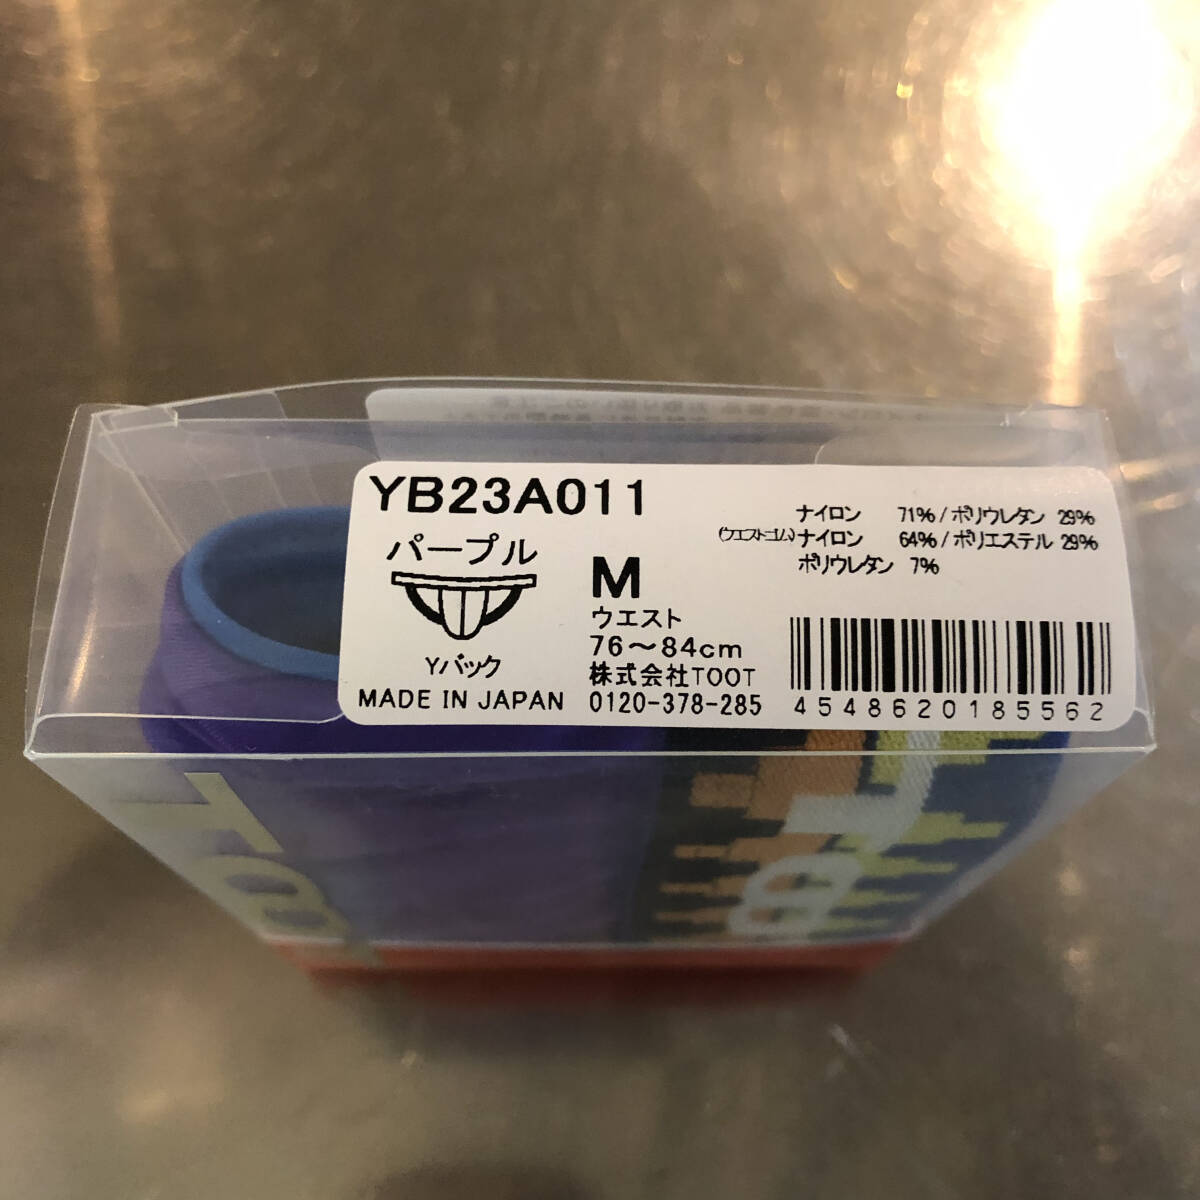 YB23A011
パープル
Yバック
MADE IN JAPAN
M
ウエスト
76～84cm
株式会社TOOT
0120-378-285
ナイロン 71% / ポリウレタン 29%
(ウエストゴム) ナイロン 64% / ポリエステル 29%
ポリウレタン 7%
4548620185562
TOO